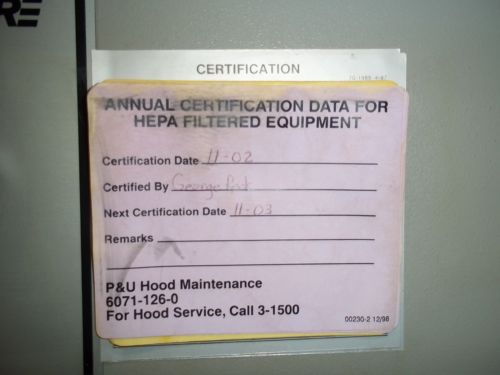 RE
CERTIFICATION
ANNUAL CERTIFICATION DATA FOR
HEPA FILTERED EQUIPMENT
Certification Date 11-02
Certified By George
Next Certification Date 11-03
Remarks
P&U Hood Maintenance
6071-126-0
For Hood Service, Call 3-1500
00230-2 12/98